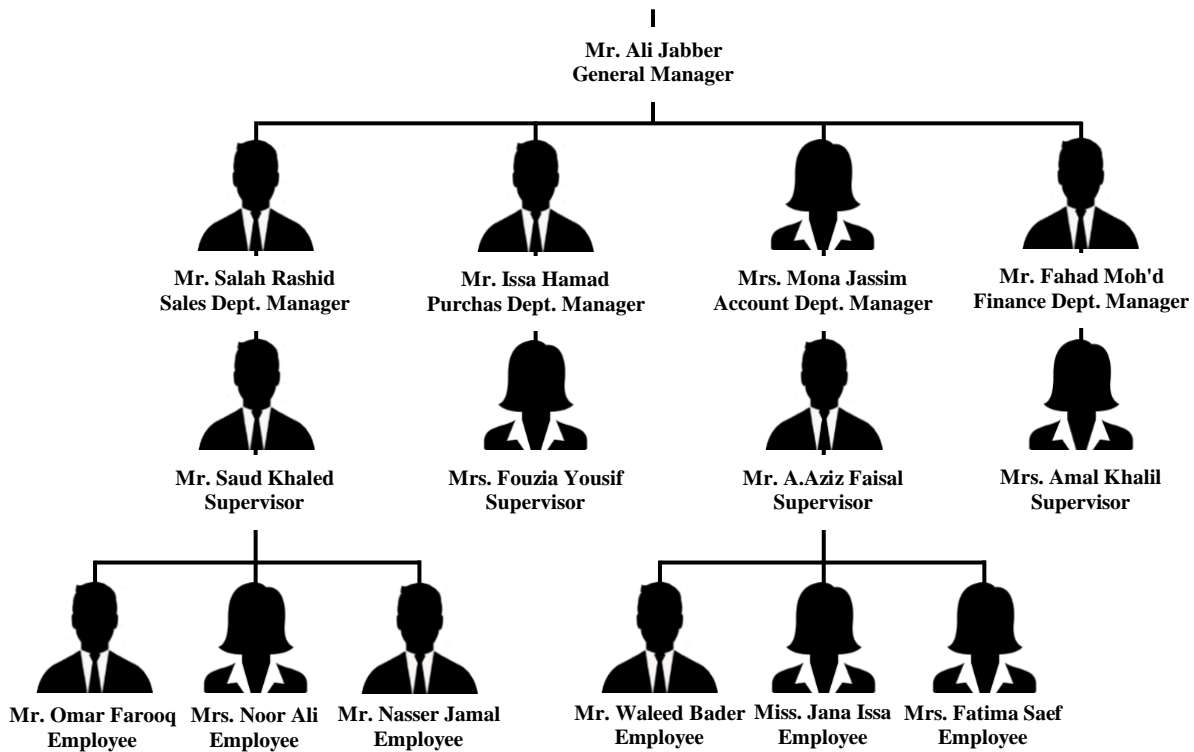 Mr. Ali Jabber
General Manager
Mr. Salah Rashid
Sales Dept. Manager
Mr. Issa Hamad
Purchas Dept. Manager
Mrs. Mona Jassim
Account Dept. Manager
Mr. Fahad Moh'd
Finance Dept. Manager
Mr. Saud Khaled
Supervisor
Mrs. Fouzia Yousif
Supervisor
Mr. A.Aziz Faisal
Supervisor
Mrs. Amal Khalil
Supervisor
Mr. Omar Farooq
Employee
Mrs. Noor Ali
Employee
Mr. Nasser Jamal
Employee
Mr. Waleed Bader
Employee
Miss. Jana Issa
Employee
Mrs. Fatima Saef
Employee